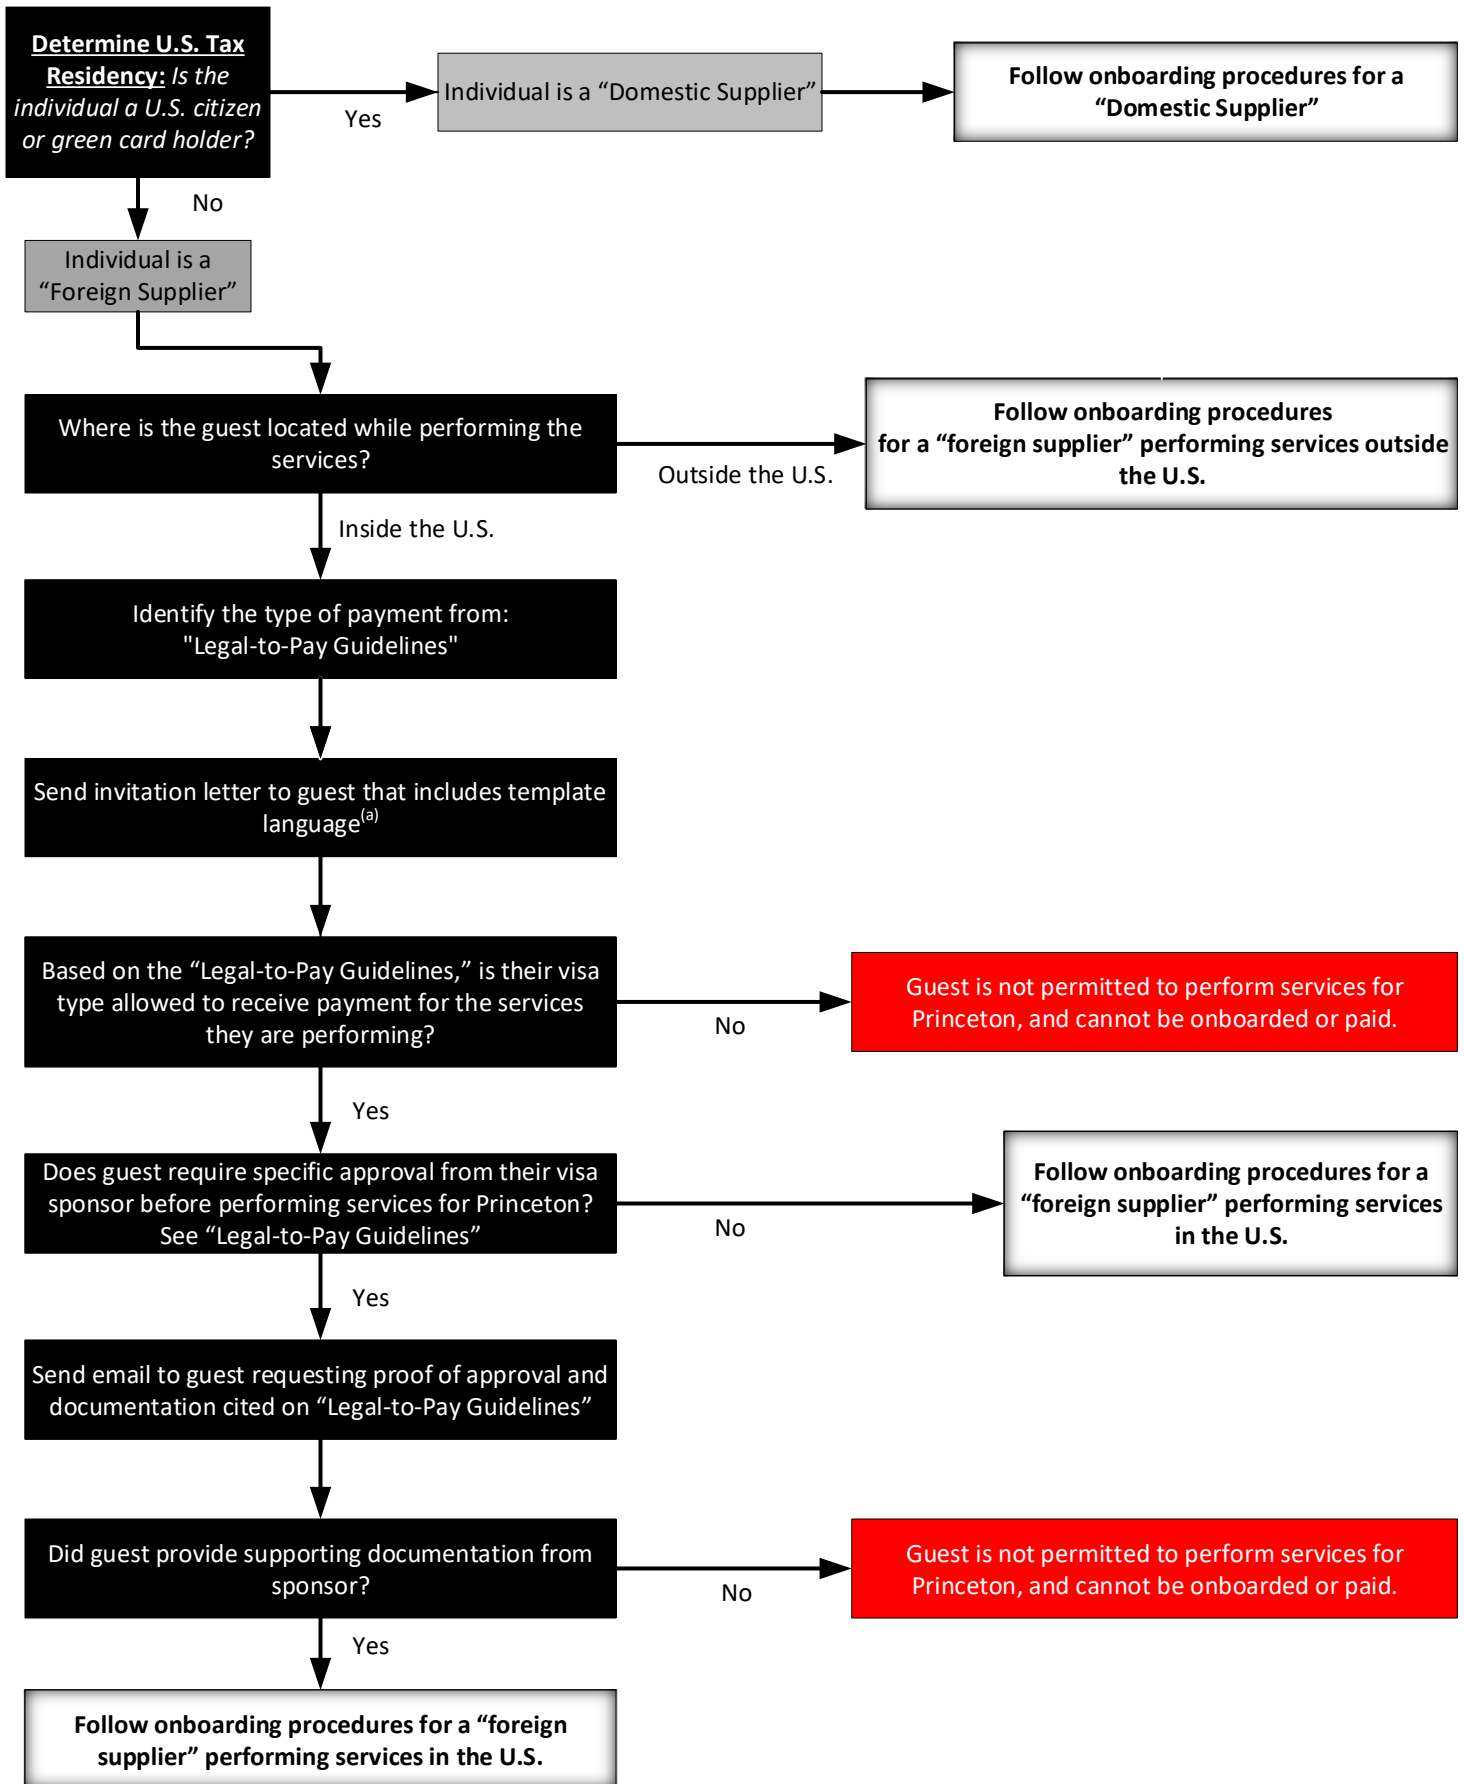 Determine U.S. Tax
Residency: Is the
individual a U.S. citizen
or green card holder?
Yes
Individual is a “Domestic Supplier”
Follow onboarding procedures for a
“Domestic Supplier”
No
Individual is a
“Foreign Supplier”
Where is the guest located while performing the
services?
Outside the U.S.
Follow onboarding procedures
for a “foreign supplier” performing services outside
the U.S.
Inside the U.S.
Identify the type of payment from:
"Legal-to-Pay Guidelines"
Send invitation letter to guest that includes template
language(a)
Based on the “Legal-to-Pay Guidelines,” is their visa
type allowed to receive payment for the services
they are performing?
No
Guest is not permitted to perform services for
Princeton, and cannot be onboarded or paid.
Yes
Does guest require specific approval from their visa
sponsor before performing services for Princeton?
See “Legal-to-Pay Guidelines”
No
Follow onboarding procedures for a
“foreign supplier” performing services
in the U.S.
Yes
Send email to guest requesting proof of approval and
documentation cited on “Legal-to-Pay Guidelines”
Did guest provide supporting documentation from
sponsor?
No
Guest is not permitted to perform services for
Princeton, and cannot be onboarded or paid.
Yes
Follow onboarding procedures for a “foreign
supplier” performing services in the U.S.